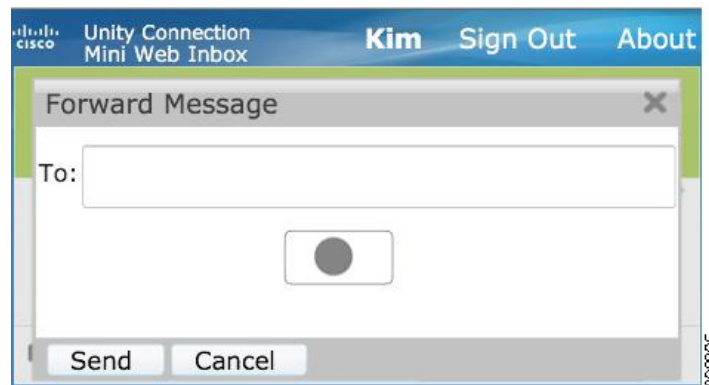 cisco
Unity Connection
Mini Web Inbox
Kim Sign Out About
Forward Message
To:
Send Cancel